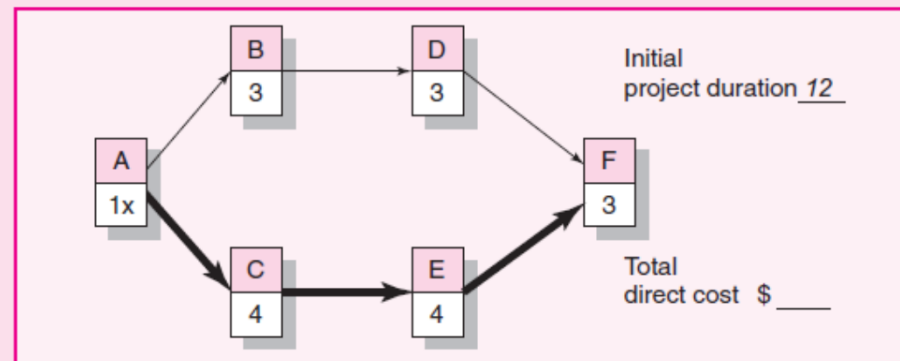 B
3
D
3
Initial
project duration 12
A
1x
F
3
C
4
E
4
Total
direct cost $